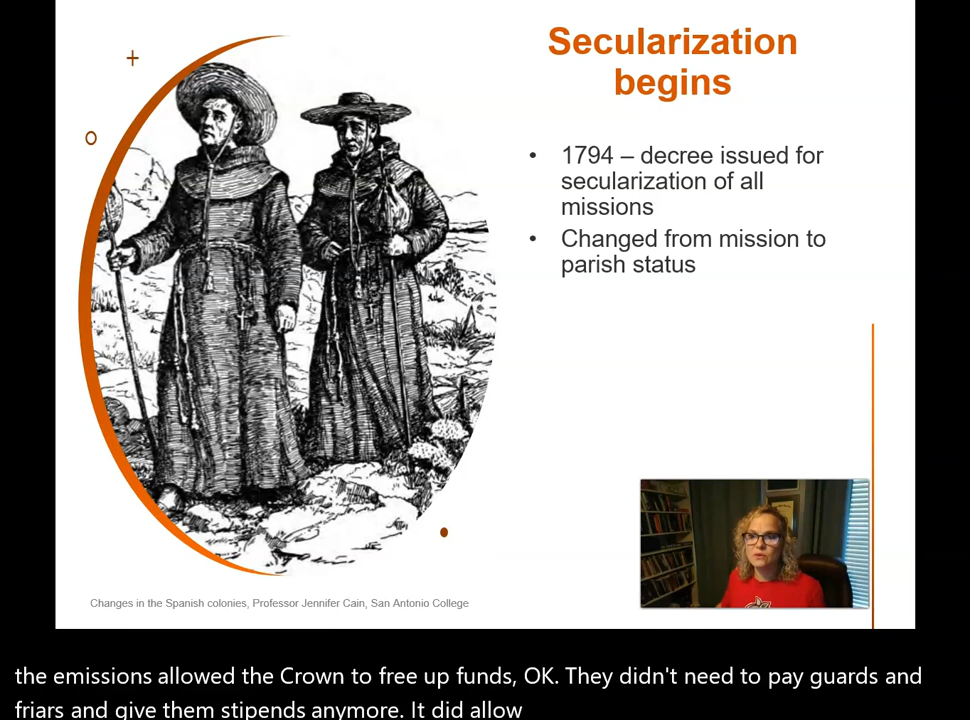 Secularization
begins
• 1794 – decree issued for
secularization of all
missions
• Changed from mission to
parish status
Changes in the Spanish colonies, Professor Jennifer Cain, San Antonio College
the emissions allowed the Crown to free up funds, OK. They didn't need to pay guards and
friars and give them stipends anymore. It did allow